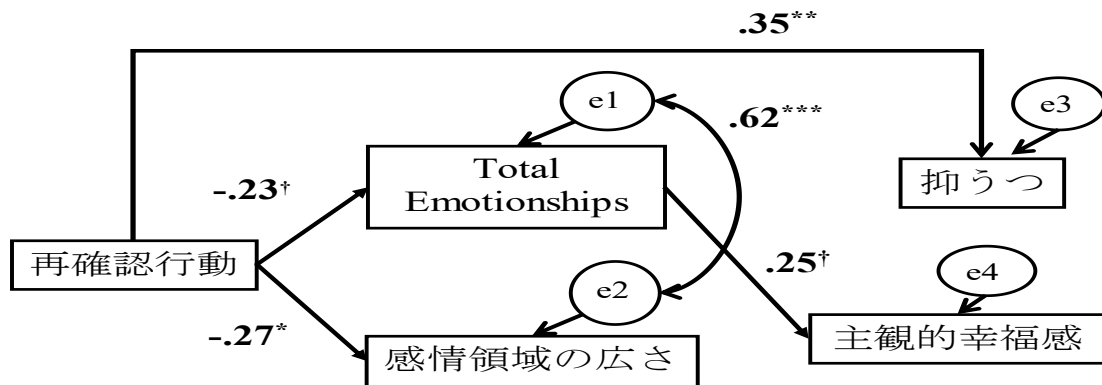 .35**
e1
.62***
e3
Total
Emotionships
抑うつ
-.23†
再確認行動
e2
.25†
e4
-.27*
感情領域の広さ
主観的幸福感